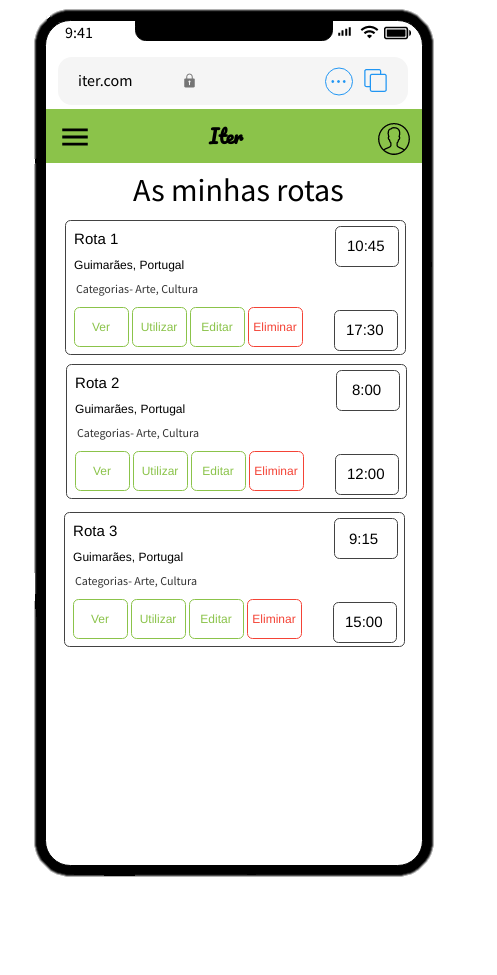 9:41
iter.com
Iter
As minhas rotas
Rota 1
10:45
Guimarães, Portugal
Categorias- Arte, Cultura
Ver Utilizar Editar Eliminar
17:30
Rota 2
8:00
Guimarães, Portugal
Categorias- Arte, Cultura
Ver Utilizar Editar Eliminar
12:00
Rota 3
9:15
Guimarães, Portugal
Categorias- Arte, Cultura
Ver Utilizar Editar Eliminar
15:00